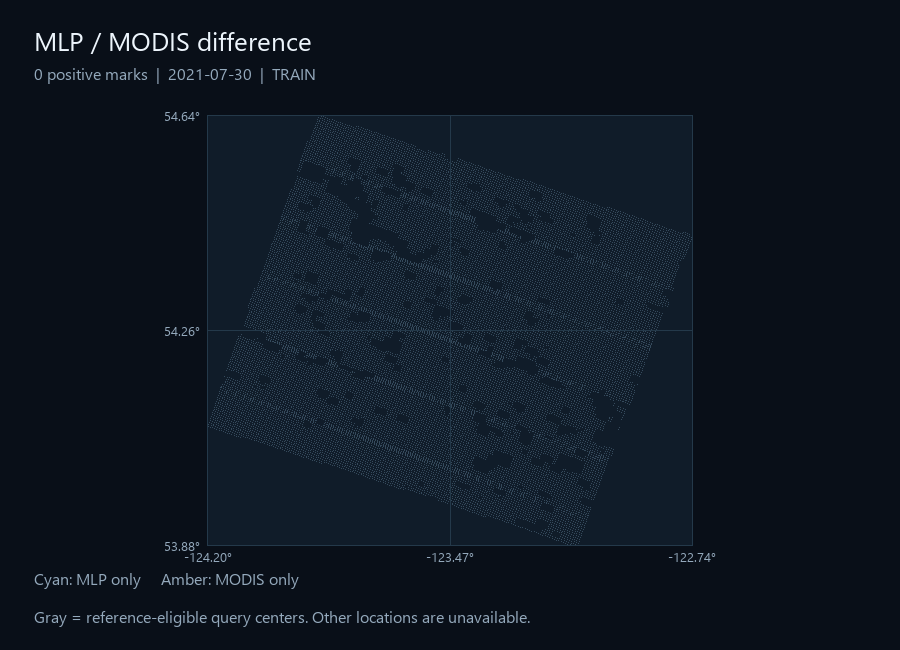 MLP / MODIS difference
0 positive marks | 2021-07-30 | TRAIN
54.64°
54.26°
53.88°
-124.20° -123.47° -122.74°
Cyan: MLP only Amber: MODIS only
Gray = reference-eligible query centers. Other locations are unavailable.